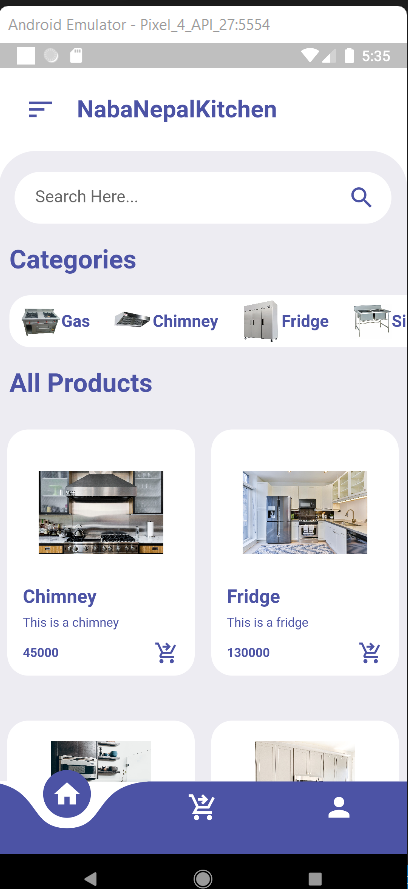 Android Emulator - Pixel_4_API_27:5554
5:35
NabaNepalKitchen
Search Here...
Categories
Gas Chimney Fridge Si
All Products
Chimney Fridge
This is a chimney This is a fridge
45000 130000